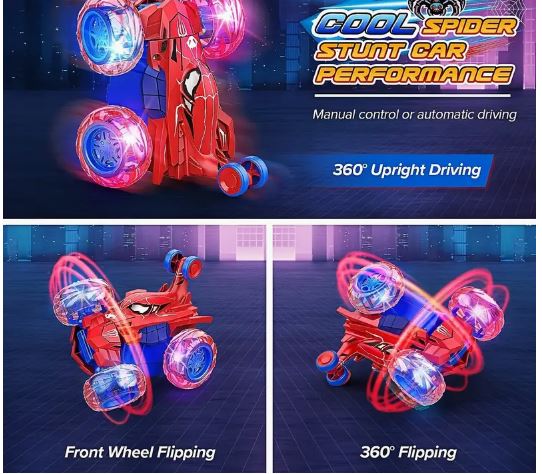 COOL SPIDER
STUNT CAR
PERFORMANCE
Manual control or automatic driving
360° Upright Driving
Front Wheel Flipping
360° Flipping